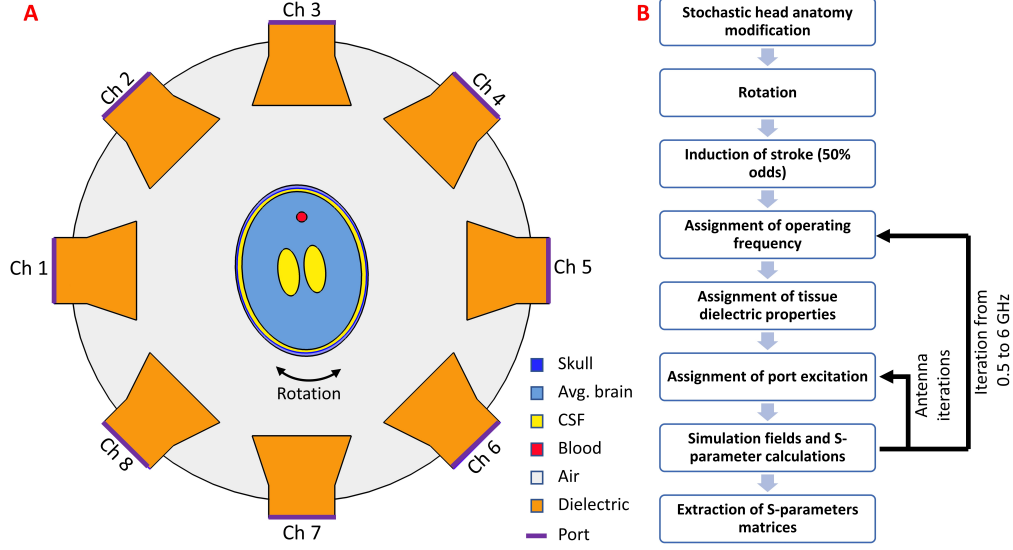 A
Ch 3
Ch 2
Ch 4
Ch 1
Ch 5
Ch 8
Ch 6
Ch 7
Rotation
Skull
Avg. brain
CSF
Blood
Air
Dielectric
Port
B
Stochastic head anatomy
modification
Rotation
Induction of stroke (50%
odds)
Assignment of operating
frequency
Assignment of tissue
dielectric properties
Assignment of port excitation
Simulation fields and S-
parameter calculations
Extraction of S-parameters
matrices
Antenna
iterations
Iteration from
0.5 to 6 GHz